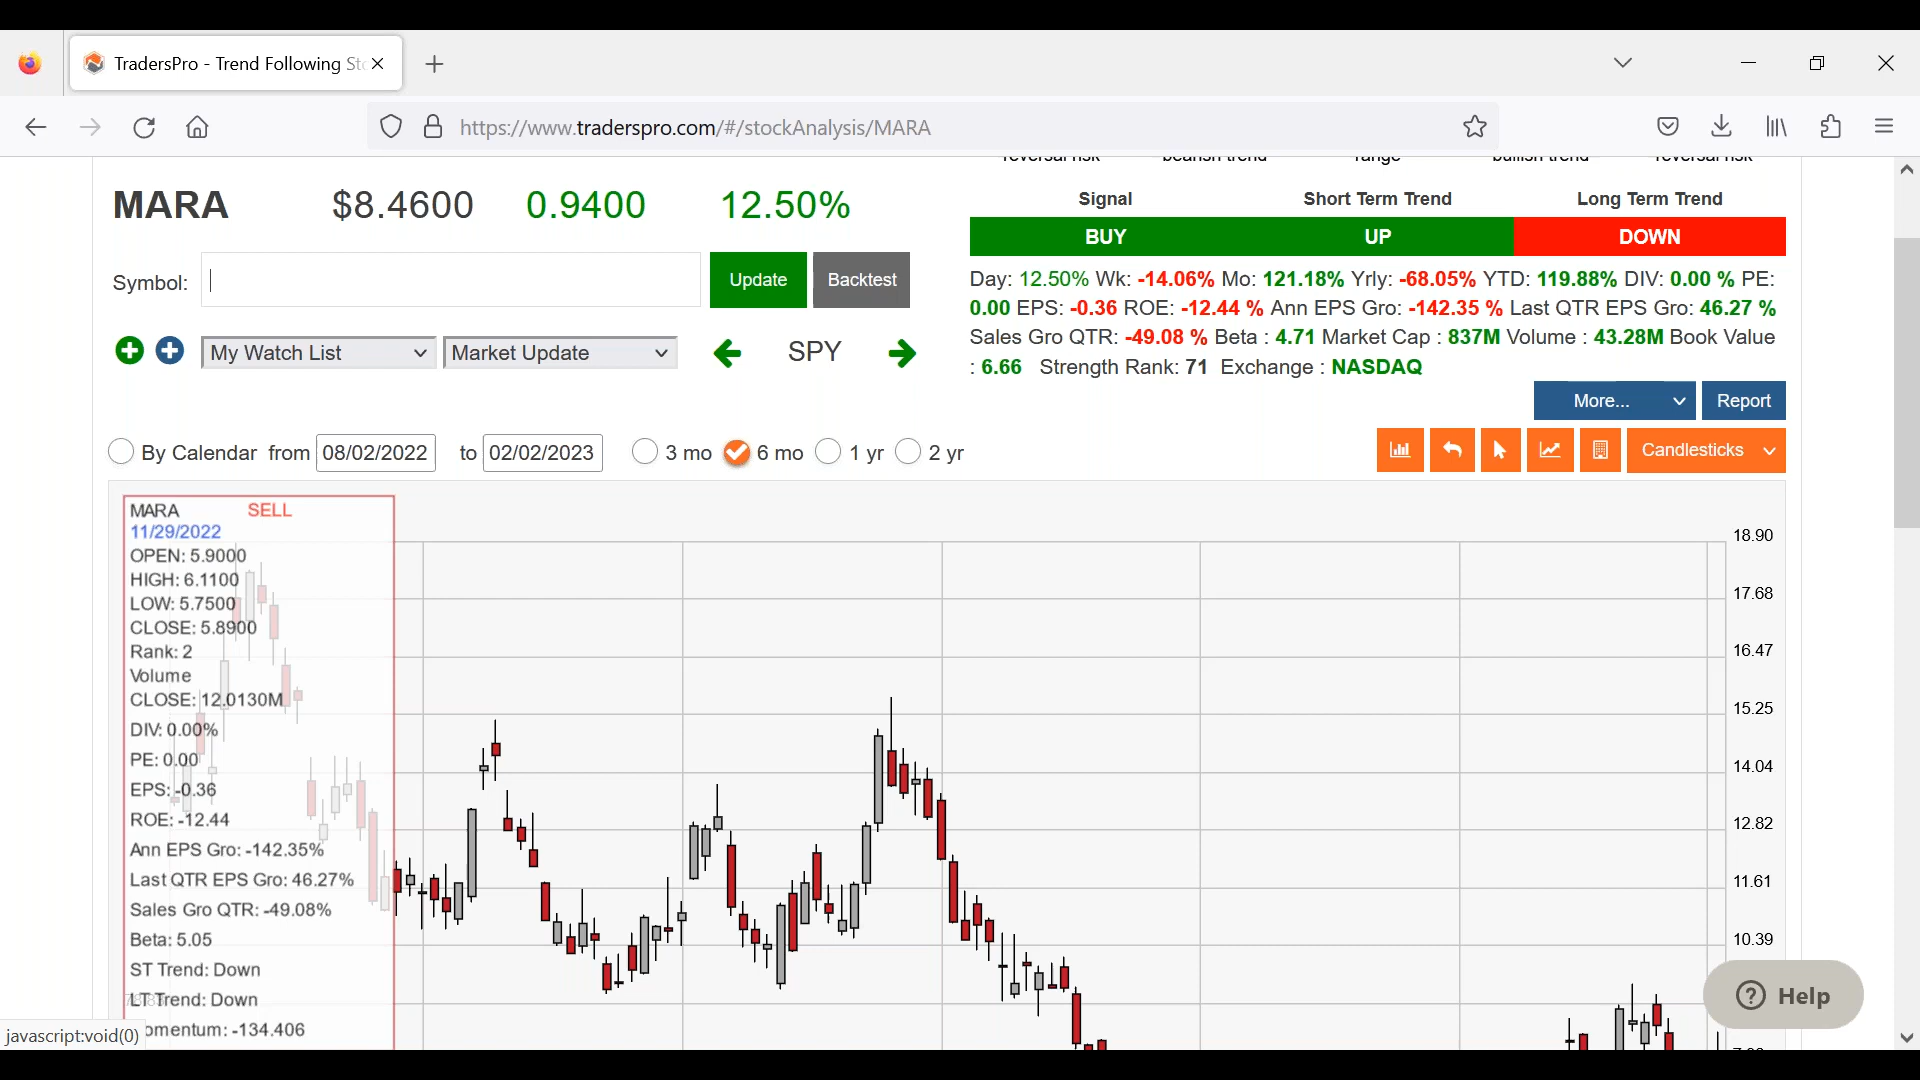 TradersPro - Trend Following Sto
https://www.traderspro.com/#/stockAnalysis/MARA
reversal risk bearish trend range bullish trend reversal risk
MARA $8.4600 0.9400 12.50%
Signal Short Term Trend Long Term Trend
BUY UP DOWN
Symbol: Update Backtest
Day: 12.50% Wk: -14.06% Mo: 121.18% Yrly: -68.05% YTD: 119.88% DIV: 0.00 % PE:
0.00 EPS: -0.36 ROE: -12.44 % Ann EPS Gro: -142.35 % Last QTR EPS Gro: 46.27 %
Sales Gro QTR: -49.08 % Beta : 4.71 Market Cap : 837M Volume : 43.28M Book Value
: 6.66 Strength Rank: 71 Exchange : NASDAQ
My Watch List Market Update SPY
More... Report
By Calendar from 08/02/2022 to 02/02/2023 3 mo 6 mo 1 yr 2 yr
Candlesticks
MARA SELL
11/29/2022
OPEN: 5.9000
HIGH: 6.1100
LOW: 5.7500
CLOSE: 5.8900
Rank: 2
Volume
CLOSE: 12.0130M
DIV: 0.00%
PE: 0.00
EPS: -0.36
ROE: -12.44
Ann EPS Gro: -142.35%
Last QTR EPS Gro: 46.27%
Sales Gro QTR: -49.08%
Beta: 5.05
ST Trend: Down
LT Trend: Down
omentum: -134.406
18.90
17.68
16.47
15.25
14.04
12.82
11.61
10.39
Help
javascript:void(0)